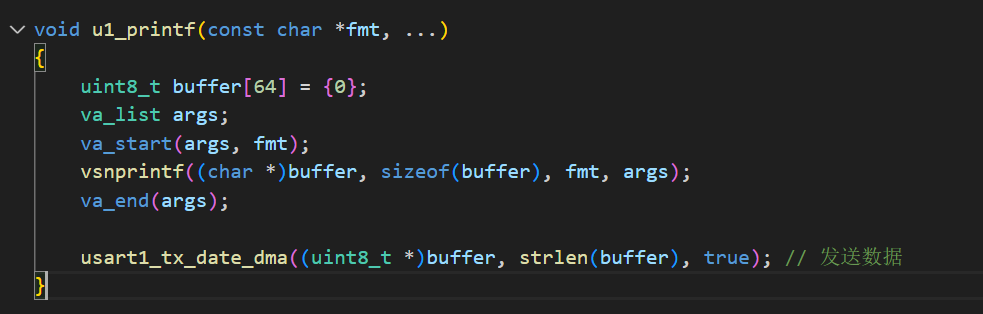 void u1_printf(const char *fmt, ...)
{
uint8_t buffer[64] = {0};
va_list args;
va_start(args, fmt);
vsnprintf((char *)buffer, sizeof(buffer), fmt, args);
va_end(args);
usart1_tx_date_dma((uint8_t *)buffer, strlen(buffer), true); // 发送数据
}